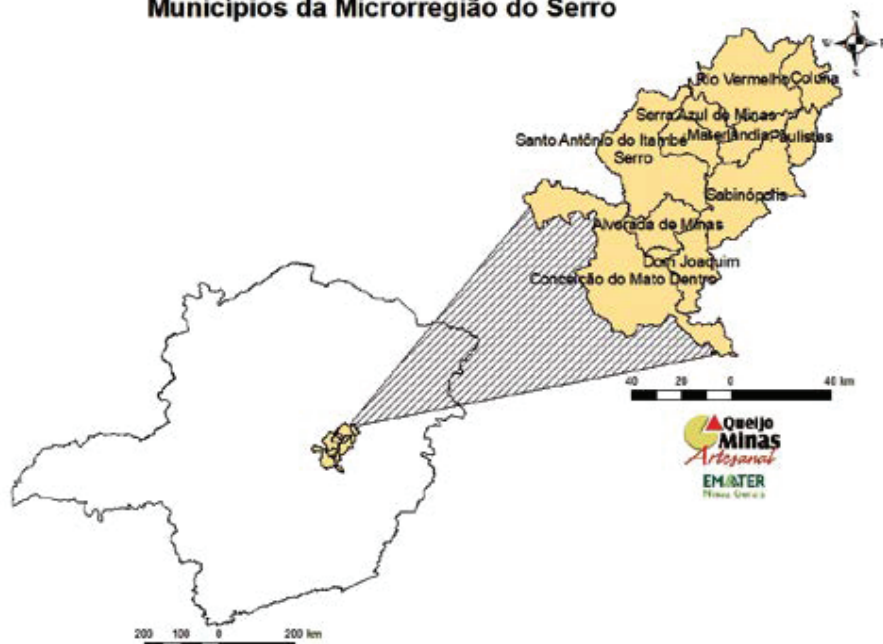 Municípios da Microrregião do Serro
N
W
E
S
Rio Vermelho
Coluna
Serra Azul de Minas
Materlândia
Paulistas
Santo Antônio do Itambé
Serro
Sabinópolis
Alvorada de Minas
Dom Joaquim
Conceição do Mato Dentro
40 20 0 40 km
Queijo
Minas
Artesanal
EMATER
Minas Gerais
200 100 0 200 km